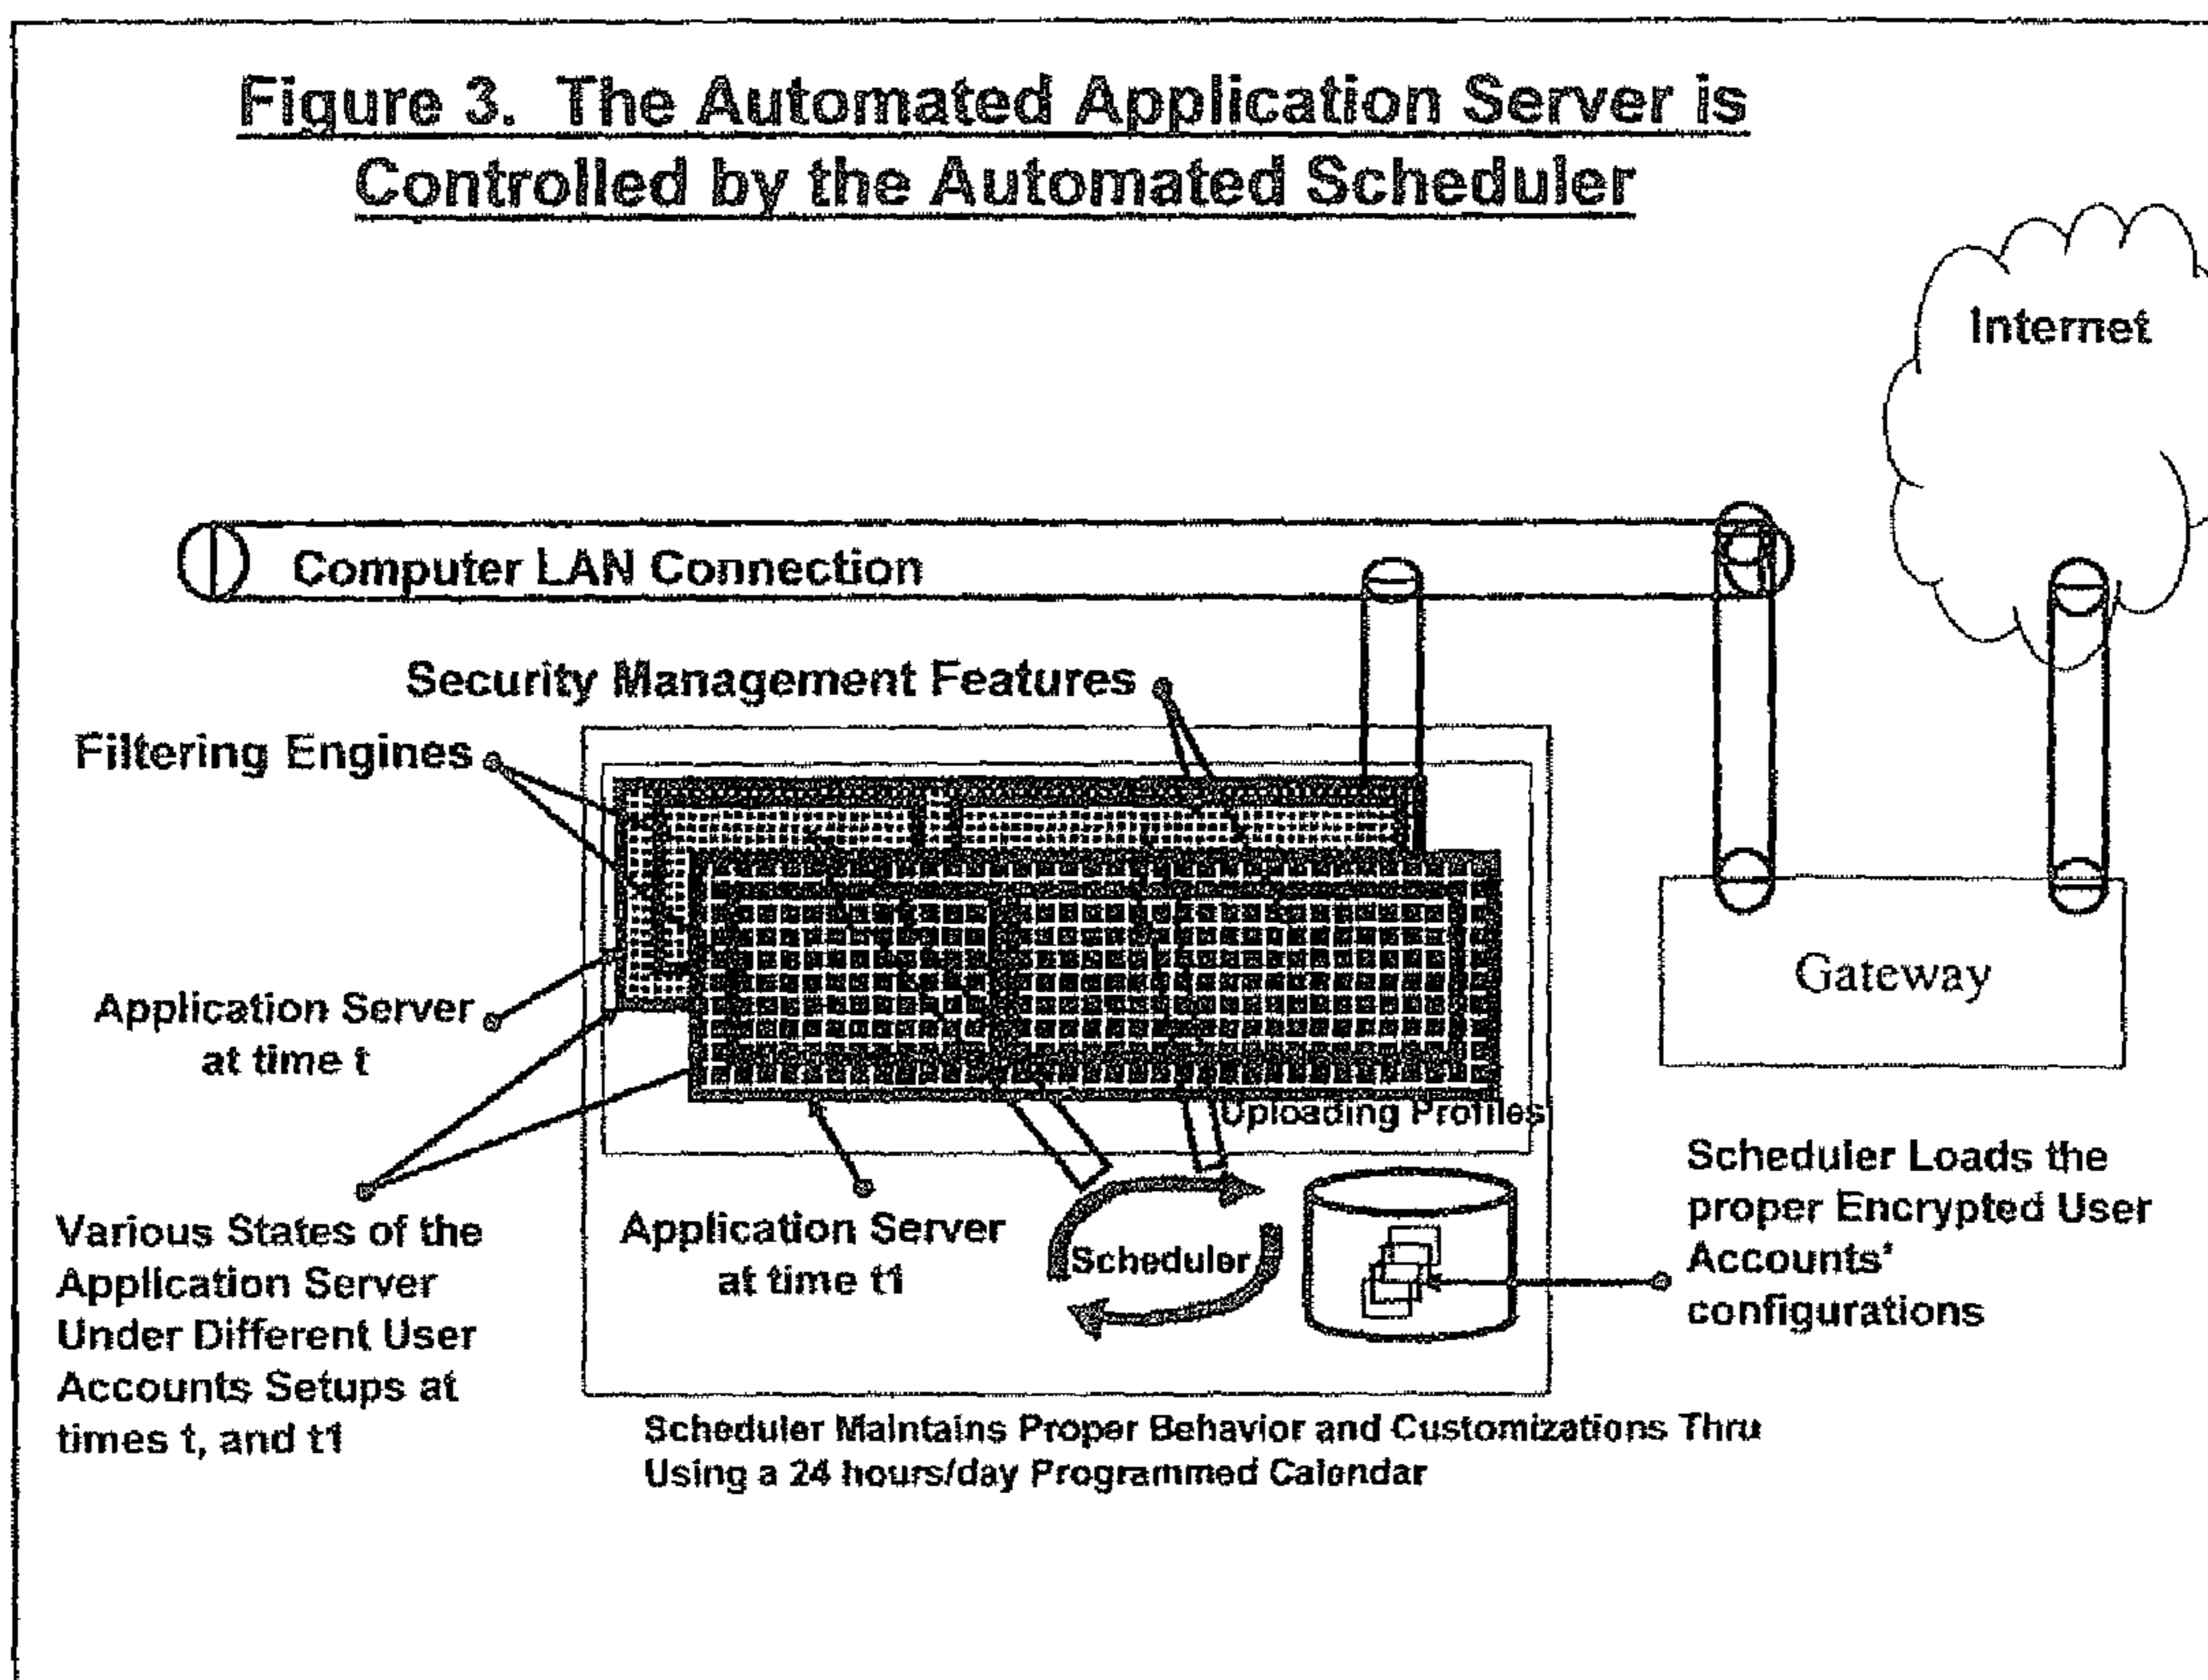 Figure 3. The Automated Application Server is
Controlled by the Automated Scheduler
Internet
Computer LAN Connection
Security Management Features
Filtering Engines
Application Server
at time t
Gateway
Uploading Profiles
Various States of the
Application Server
Under Different User
Accounts Setups at
times t, and t1
Application Server
at time t1
Scheduler
Scheduler Loads the
proper Encrypted User
Accounts'
configurations
Scheduler Maintains Proper Behavior and Customizations Thru
Using a 24 hours/day Programmed Calendar